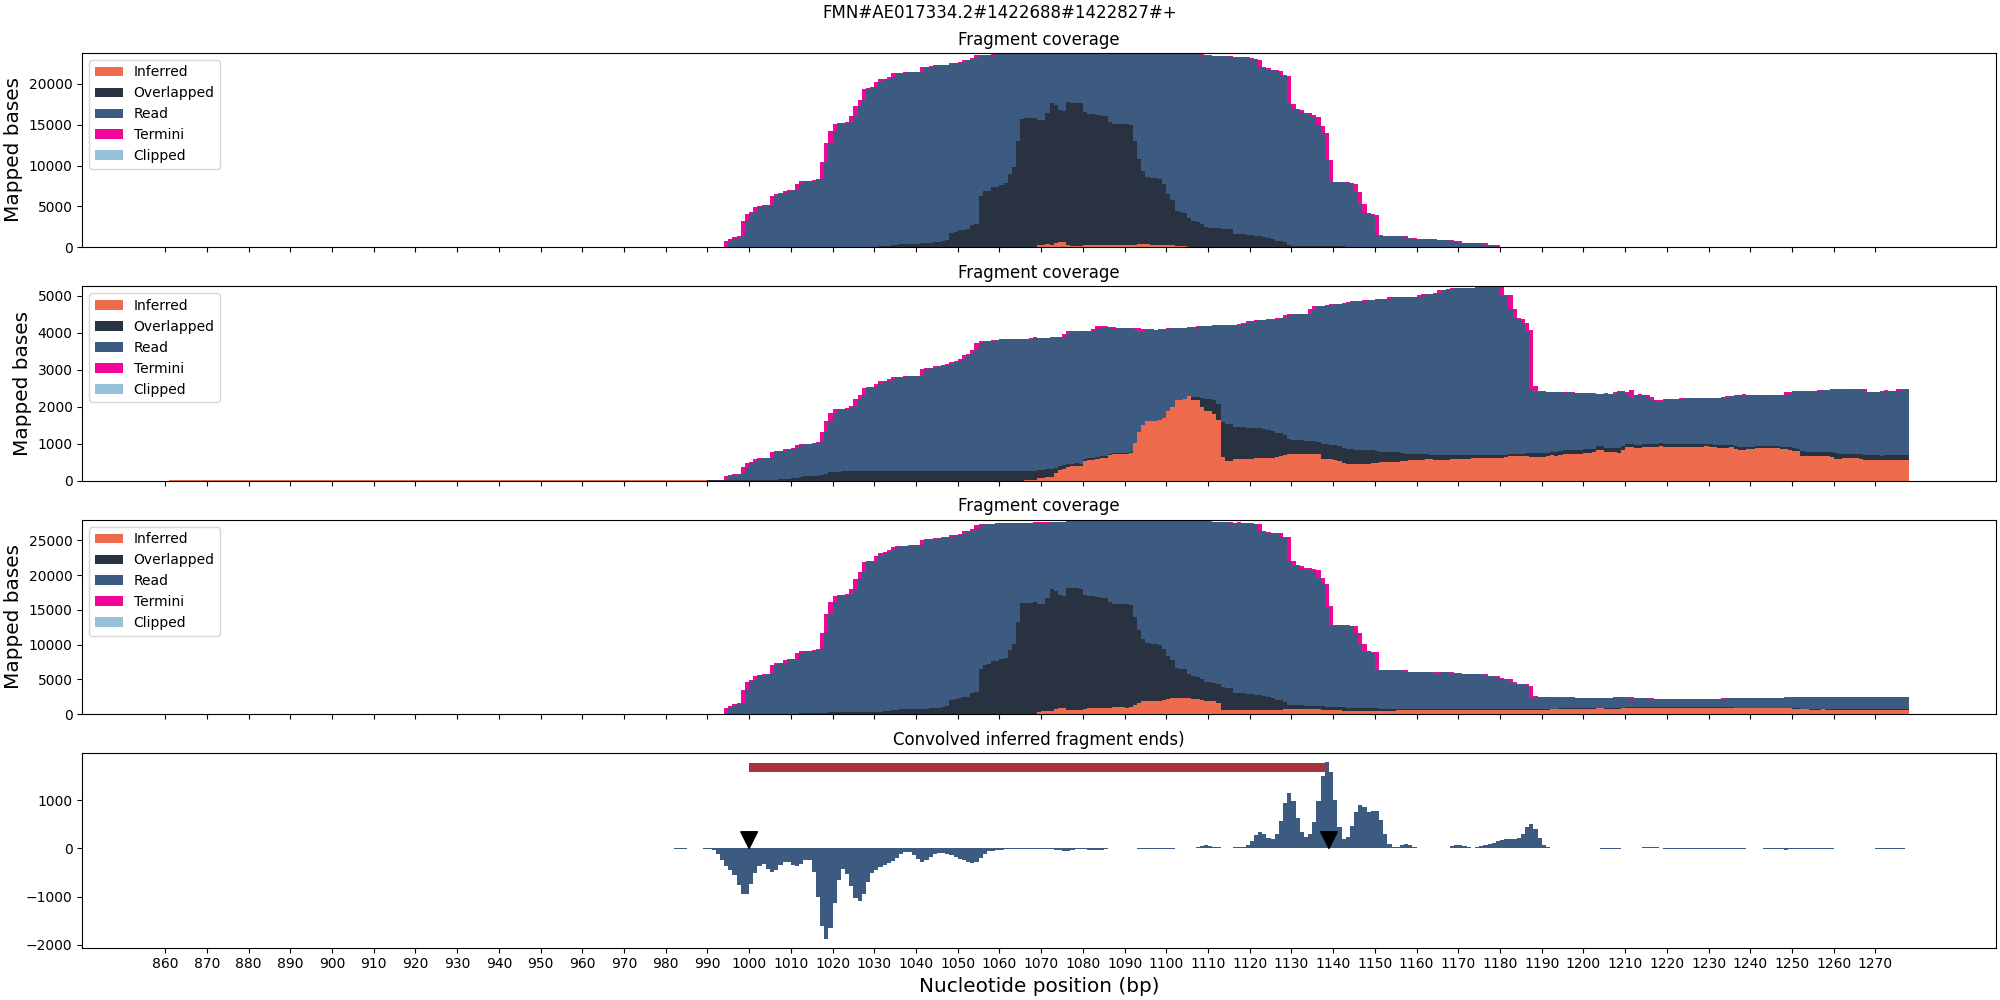 FMN#AE017334.2#1422688#1422827#+
Fragment coverage
Mapped bases
20000
15000
10000
5000
0
Inferred
Overlapped
Read
Termini
Clipped
Fragment coverage
Mapped bases
5000
4000
3000
2000
1000
0
Inferred
Overlapped
Read
Termini
Clipped
Fragment coverage
Mapped bases
25000
20000
15000
10000
5000
0
Inferred
Overlapped
Read
Termini
Clipped
Convolved inferred fragment ends)
1000
0
−1000
−2000
860 870 880 890 900 910 920 930 940 950 960 970 980 990 1000 1010 1020 1030 1040 1050 1060 1070 1080 1090 1100 1110 1120 1130 1140 1150 1160 1170 1180 1190 1200 1210 1220 1230 1240 1250 1260 1270
Nucleotide position (bp)